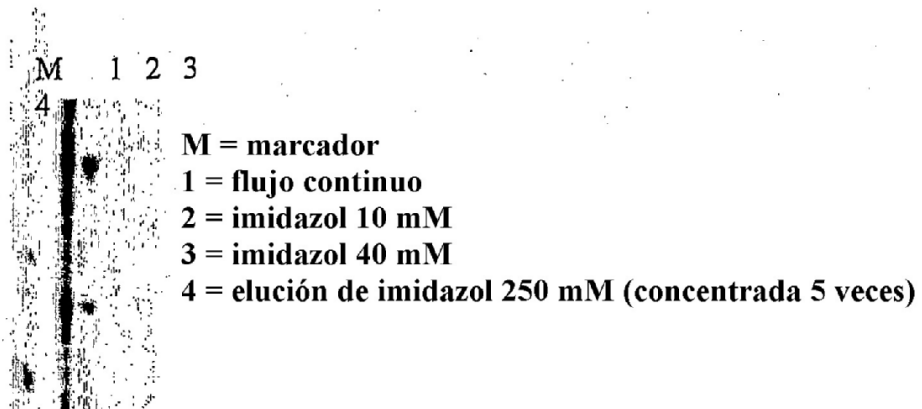 M 1 2 3
4
M = marcador
1 = flujo continuo
2 = imidazol 10 mM
3 = imidazol 40 mM
4 = elución de imidazol 250 mM (concentrada 5 veces)